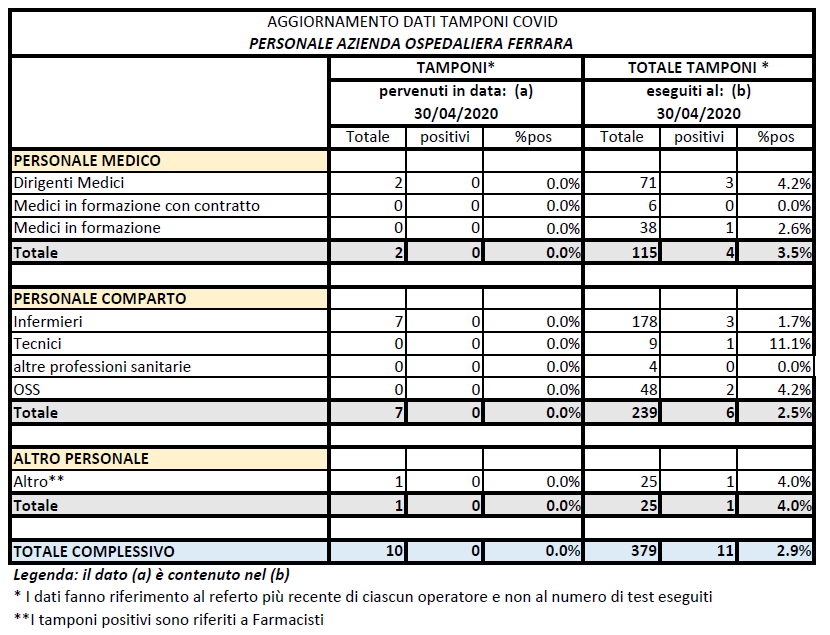 AGGIORNAMENTO DATI TAMPONI COVID
PERSONALE AZIENDA OSPEDALIERA FERRARA
TAMPONI* TOTALE TAMPONI *
pervenuti in data: (a) eseguiti al: (b)
30/04/2020 30/04/2020
Totale positivi %pos Totale positivi %pos
PERSONALE MEDICO
Dirigenti Medici 2 0 0.0% 71 3 4.2%
Medici in formazione con contratto 0 0 0.0% 6 0 0.0%
Medici in formazione 0 0 0.0% 38 1 2.6%
Totale 2 0 0.0% 115 4 3.5%
PERSONALE COMPARTO
Infermieri 7 0 0.0% 178 3 1.7%
Tecnici 0 0 0.0% 9 1 11.1%
altre professioni sanitarie 0 0 0.0% 4 0 0.0%
OSS 0 0 0.0% 48 2 4.2%
Totale 7 0 0.0% 239 6 2.5%
ALTRO PERSONALE
Altro** 1 0 0.0% 25 1 4.0%
Totale 1 0 0.0% 25 1 4.0%
TOTALE COMPLESSIVO 10 0 0.0% 379 11 2.9%
Legenda: il dato (a) è contenuto nel (b)
* I dati fanno riferimento al referto più recente di ciascun operatore e non al numero di test eseguiti
**I tamponi positivi sono riferiti a Farmacisti